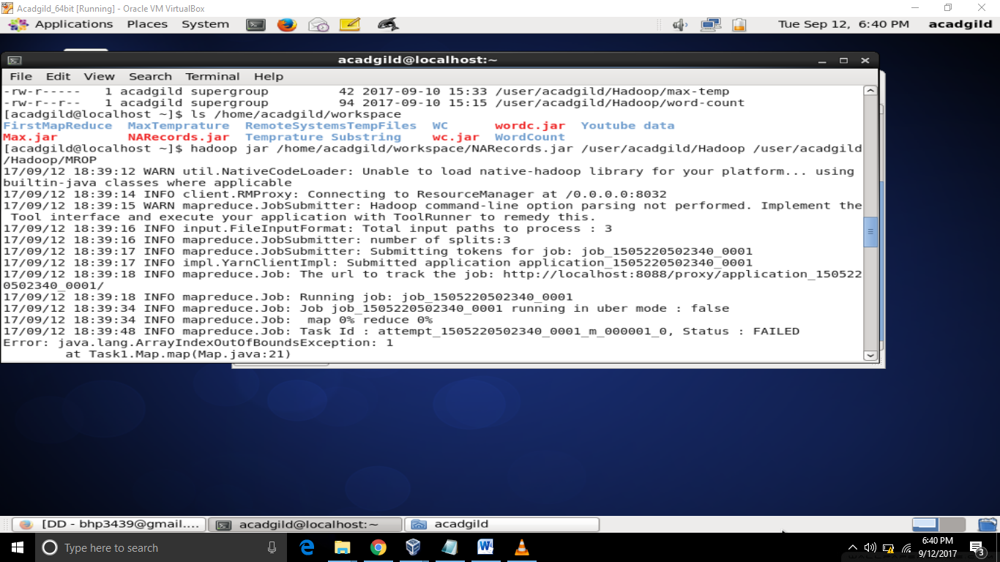 Acadgild_64bit [Running] - Oracle VM VirtualBox
Applications Places System Tue Sep 12, 6:40 PM acadgild
acadgild@localhost:~
File Edit View Search Terminal Help
-rw-r----- 1 acadgild supergroup 42 2017-09-10 15:33 /user/acadgild/Hadoop/max-temp
-rw-r--r-- 1 acadgild supergroup 94 2017-09-10 15:15 /user/acadgild/Hadoop/word-count
[acadgild@localhost ~]$ ls /home/acadgild/workspace
FirstMapReduce MaxTemprature RemoteSystemsTempFiles WC wordc.jar Youtube data
Max.jar NARecords.jar Temprature Substring wc.jar WordCount
[acadgild@localhost ~]$ hadoop jar /home/acadgild/workspace/NARecords.jar /user/acadgild/Hadoop /user/acadgild
/Hadoop/MROP
17/09/12 18:39:12 WARN util.NativeCodeLoader: Unable to load native-hadoop library for your platform... using
builtin-java classes where applicable
17/09/12 18:39:14 INFO client.RMProxy: Connecting to ResourceManager at /0.0.0.0:8032
17/09/12 18:39:15 WARN mapreduce.JobSubmitter: Hadoop command-line option parsing not performed. Implement the
Tool interface and execute your application with ToolRunner to remedy this.
17/09/12 18:39:16 INFO input.FileInputFormat: Total input paths to process : 3
17/09/12 18:39:16 INFO mapreduce.JobSubmitter: number of splits:3
17/09/12 18:39:17 INFO mapreduce.JobSubmitter: Submitting tokens for job: job_1505220502340_0001
17/09/12 18:39:17 INFO impl.YarnClientImpl: Submitted application application_1505220502340_0001
17/09/12 18:39:18 INFO mapreduce.Job: The url to track the job: http://localhost:8088/proxy/application_150522
0502340_0001/
17/09/12 18:39:18 INFO mapreduce.Job: Running job: job_1505220502340_0001
17/09/12 18:39:34 INFO mapreduce.Job: Job job_1505220502340_0001 running in uber mode : false
17/09/12 18:39:34 INFO mapreduce.Job: map 0% reduce 0%
17/09/12 18:39:48 INFO mapreduce.Job: Task Id : attempt_1505220502340_0001_m_000001_0, Status : FAILED
Error: java.lang.ArrayIndexOutOfBoundsException: 1
at Task1.Map.map(Map.java:21)
[DD - bhp3439@gmail.... acadgild@localhost:~ acadgild
Type here to search
6:40 PM
9/12/2017
3